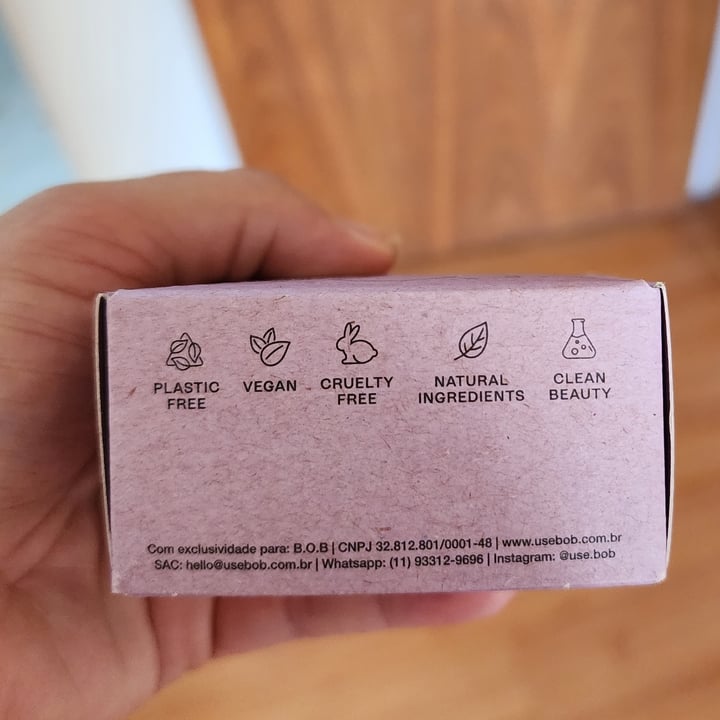 PLASTIC
FREE
VEGAN
CRUELTY
FREE
NATURAL
INGREDIENTS
CLEAN
BEAUTY
Com exclusividade para: B.O.B | CNPJ 32.812.801/0001-48 | www.usebob.com.br
SAC: hello@usebob.com.br | Whatsapp: (11) 93312-9696 | Instagram: @use.bob